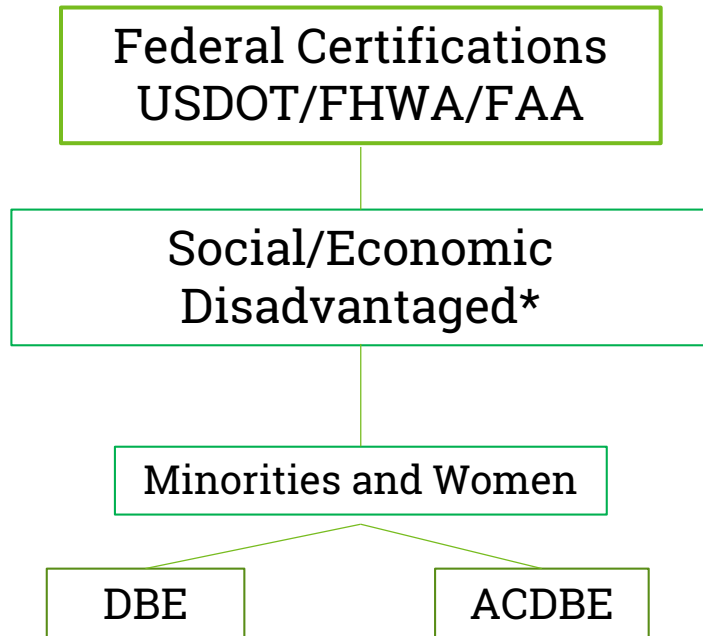 Federal Certifications
USDOT/FHWA/FAA
Social/Economic
Disadvantaged*
Minorities and Women
DBE
ACDBE